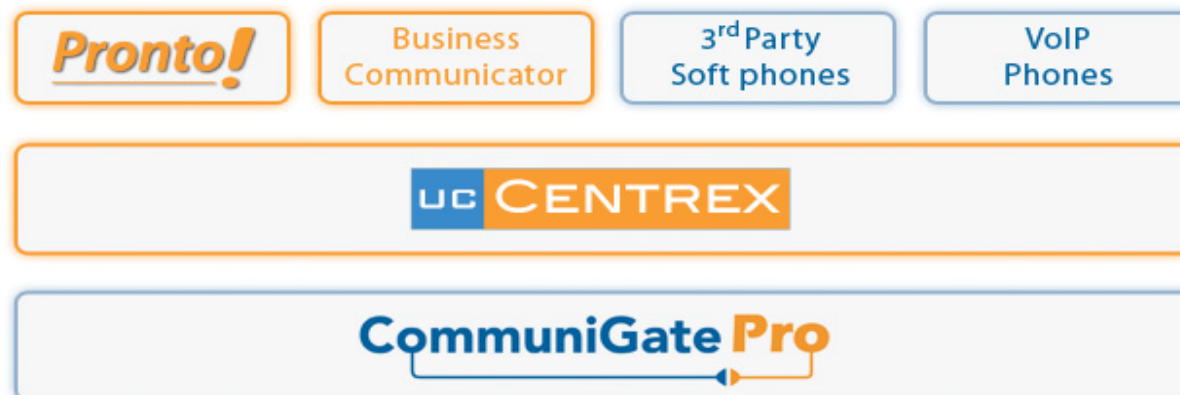 Pronto!
Business
Communicator
3rd Party
Soft phones
VoIP
Phones
UC CENTREX
CommuniGate Pro